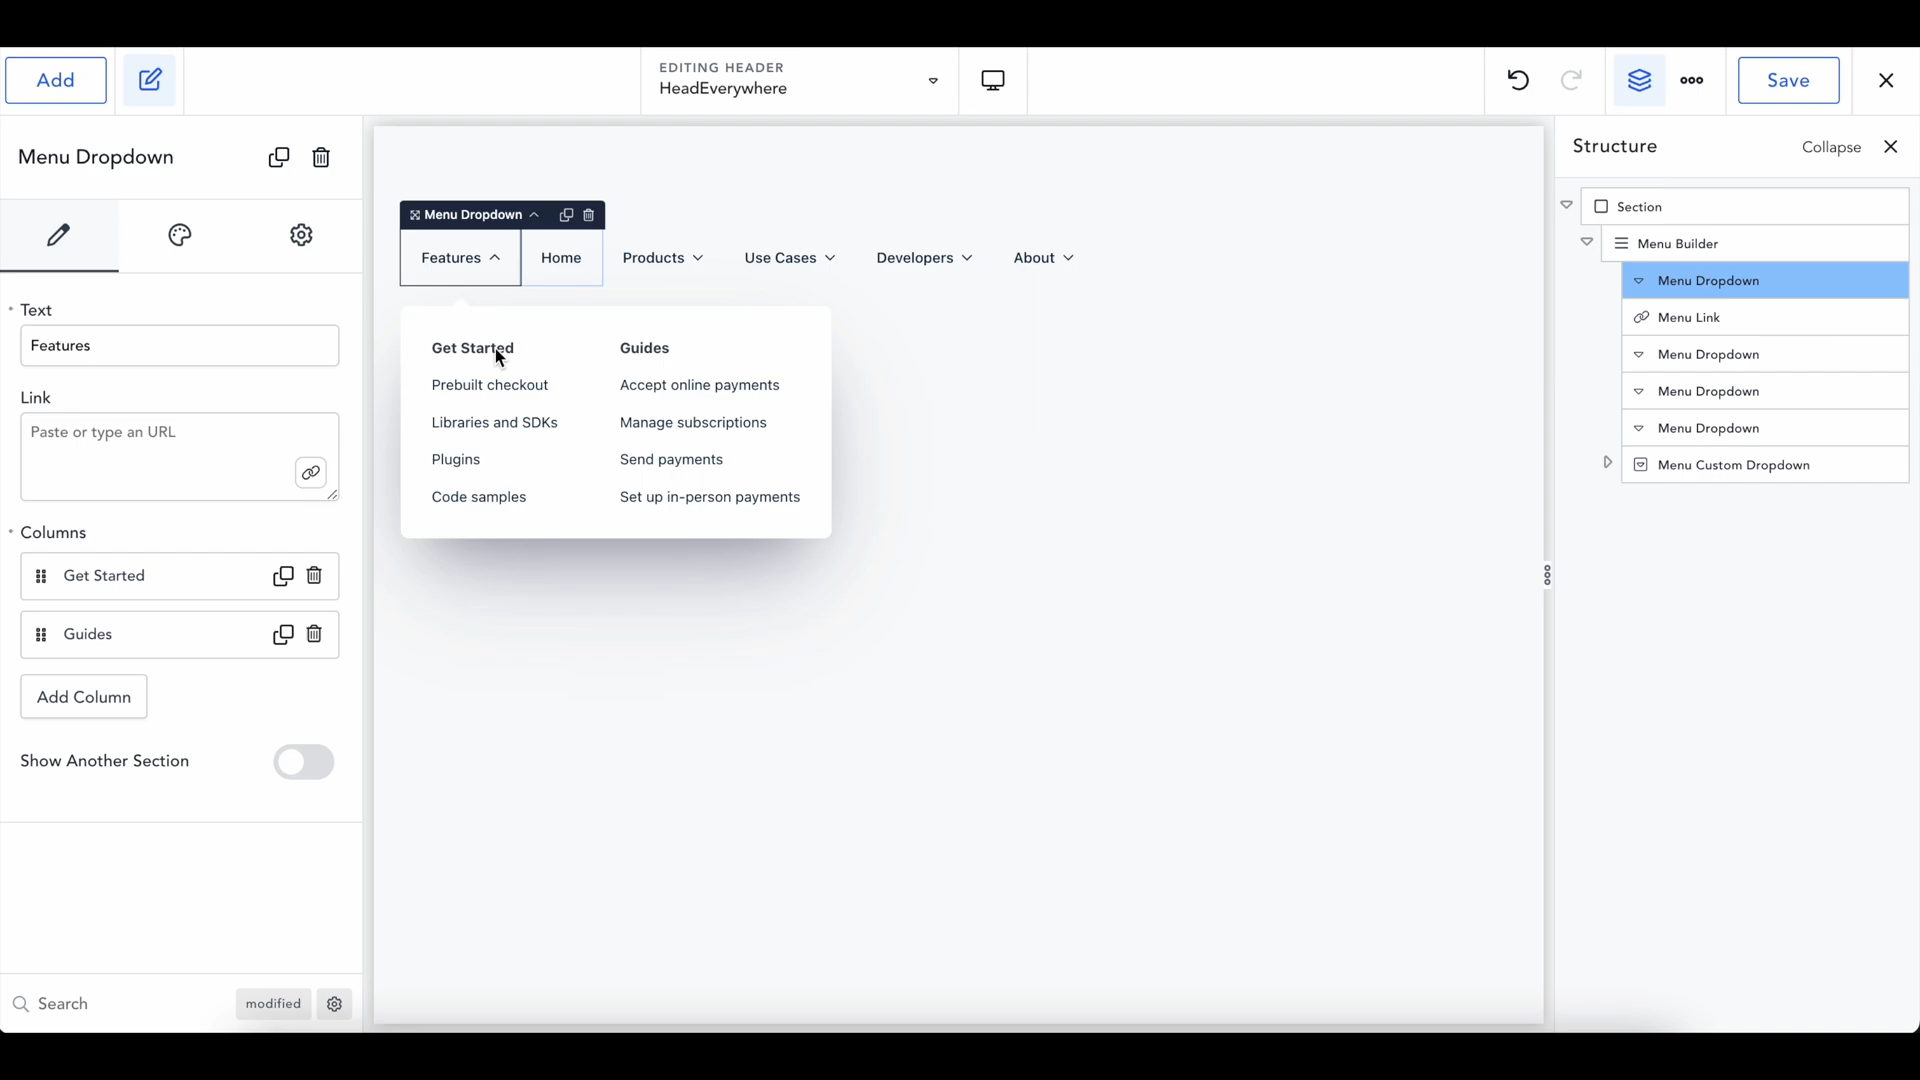 Add
EDITING HEADER
HeadEverywhere
Save
Menu Dropdown
Text
Features
Link
Paste or type an URL
Columns
Get Started
Guides
Add Column
Show Another Section
Search
modified
Menu Dropdown
Features
Home
Products
Use Cases
Developers
About
Get Started
Prebuilt checkout
Libraries and SDKs
Plugins
Code samples
Guides
Accept online payments
Manage subscriptions
Send payments
Set up in-person payments
Structure
Collapse
Section
Menu Builder
Menu Dropdown
Menu Link
Menu Dropdown
Menu Dropdown
Menu Dropdown
Menu Custom Dropdown